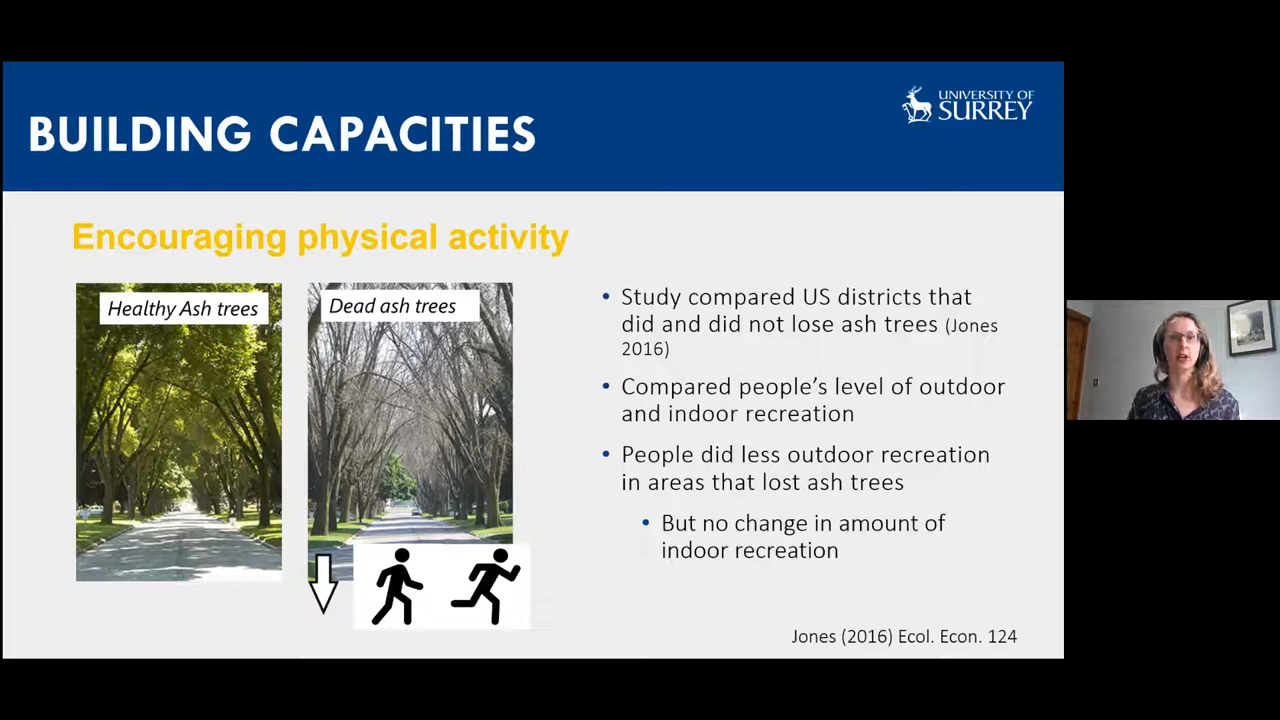 UNIVERSITY OF
SURREY
BUILDING CAPACITIES
Encouraging physical activity
Healthy Ash trees
Dead ash trees
• Study compared US districts that
did and did not lose ash trees (Jones
2016)
• Compared people's level of outdoor
and indoor recreation
• People did less outdoor recreation
in areas that lost ash trees
• But no change in amount of
indoor recreation
Jones (2016) Ecol. Econ. 124